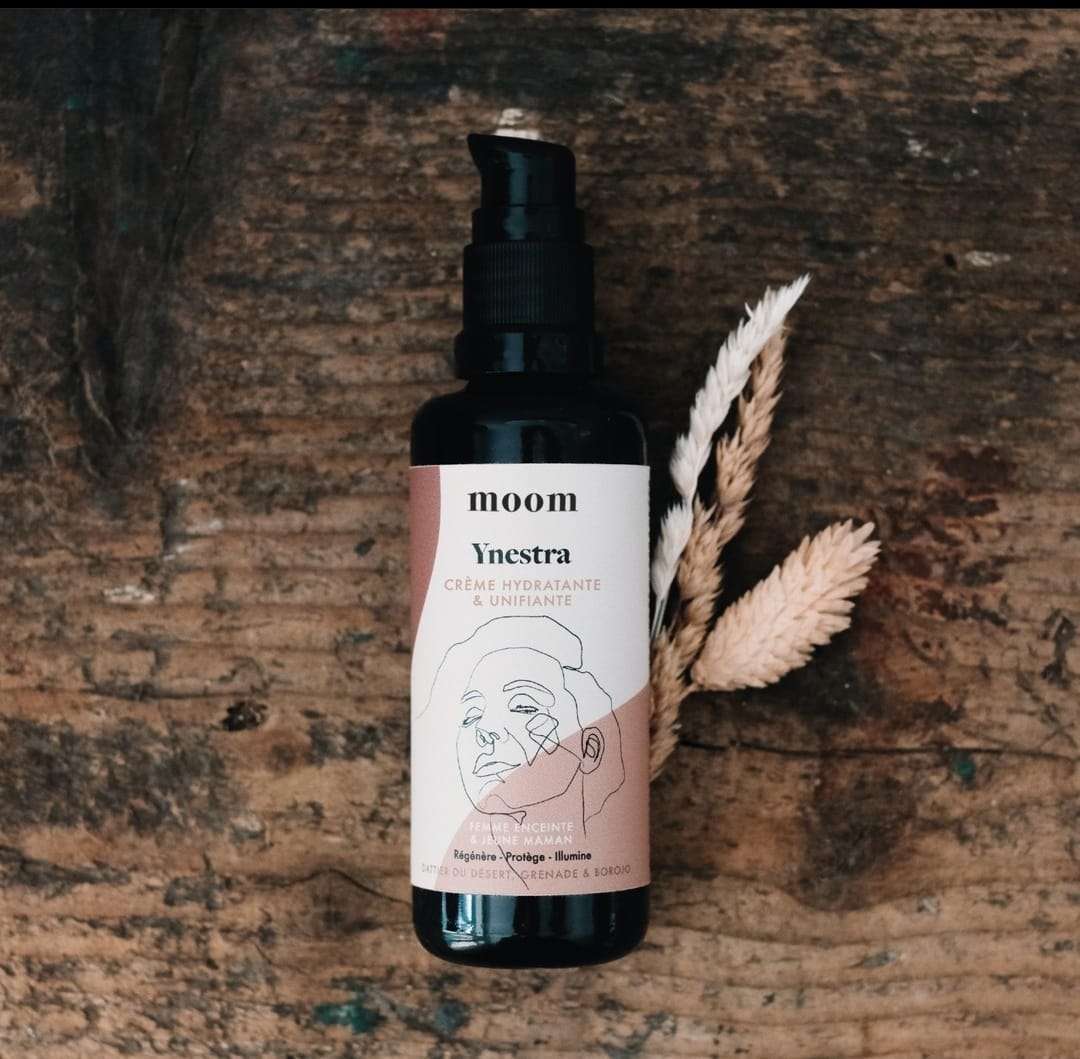 moom
Ynestra
CRÈME HYDRATANTE
& UNIFIANTE
FEMME ENCEINTE
& JEUNE MAMAN
Régénère - Protège - Illumine
DATTIER DU DÉSERT, GRENADE & BOROJO